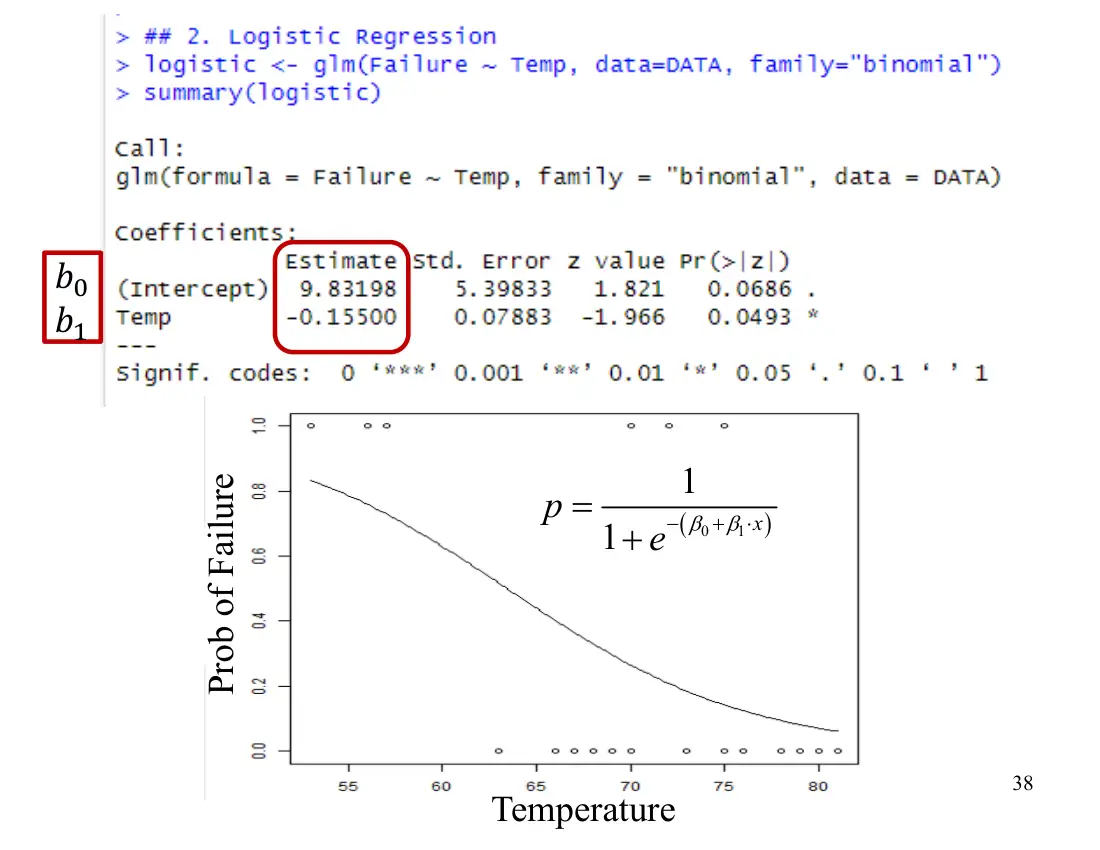 > ## 2. Logistic Regression
> logistic <- glm(Failure ~ Temp, data=DATA, family="binomial")
> summary(logistic)
Call:
glm(formula = Failure ~ Temp, family = "binomial", data = DATA)
Coefficients:
Estimate Std. Error z value Pr(>|z|)
b₀ (Intercept) 9.83198 5.39833 1.821 0.0686 .
b₁ Temp -0.15500 0.07883 -1.966 0.0493 *
---
Signif. codes: 0 ‘***’ 0.001 ‘**’ 0.01 ‘*’ 0.05 ‘.’ 0.1 ‘ ’ 1
Prob of Failure
1.0
0.8
0.6
0.4
0.2
0.0
p = 1 / (1 + e^−(β₀+β₁·x))
55 60 65 70 75 80
Temperature
38